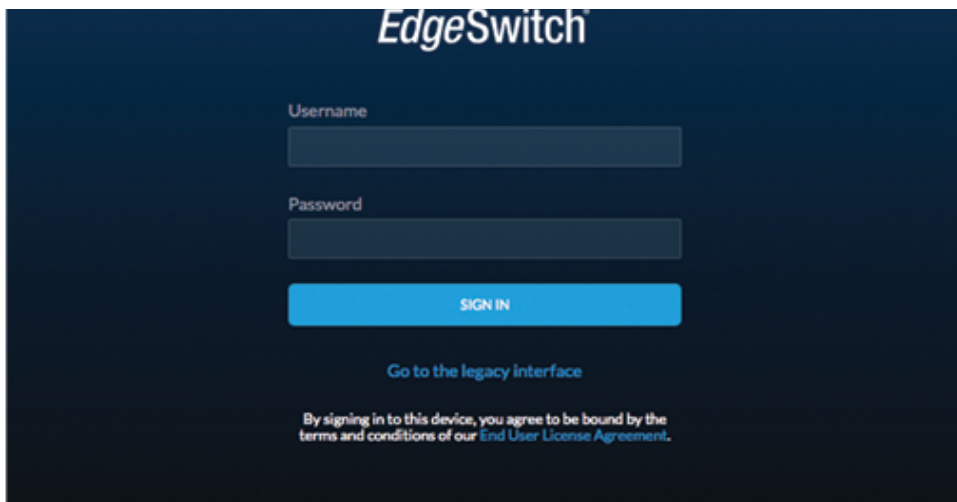 EdgeSwitch
Username
Password
SIGN IN
Go to the legacy interface
By signing in to this device, you agree to be bound by the
terms and conditions of our End User License Agreement.